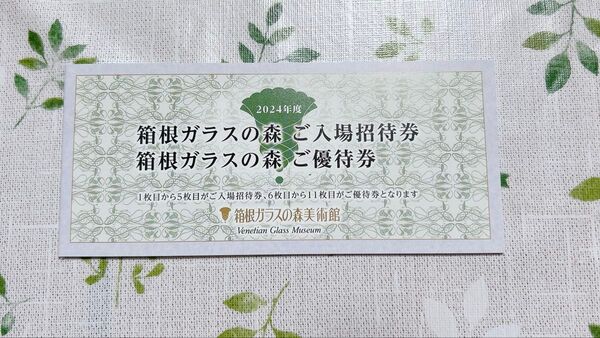 2024年度
箱根ガラスの森 ご入場招待券
箱根ガラスの森 ご優待券
1枚目から5枚目がご入場招待券、6枚目から11枚目がご優待券となります
箱根ガラスの森美術館
Venetian Glass Museum